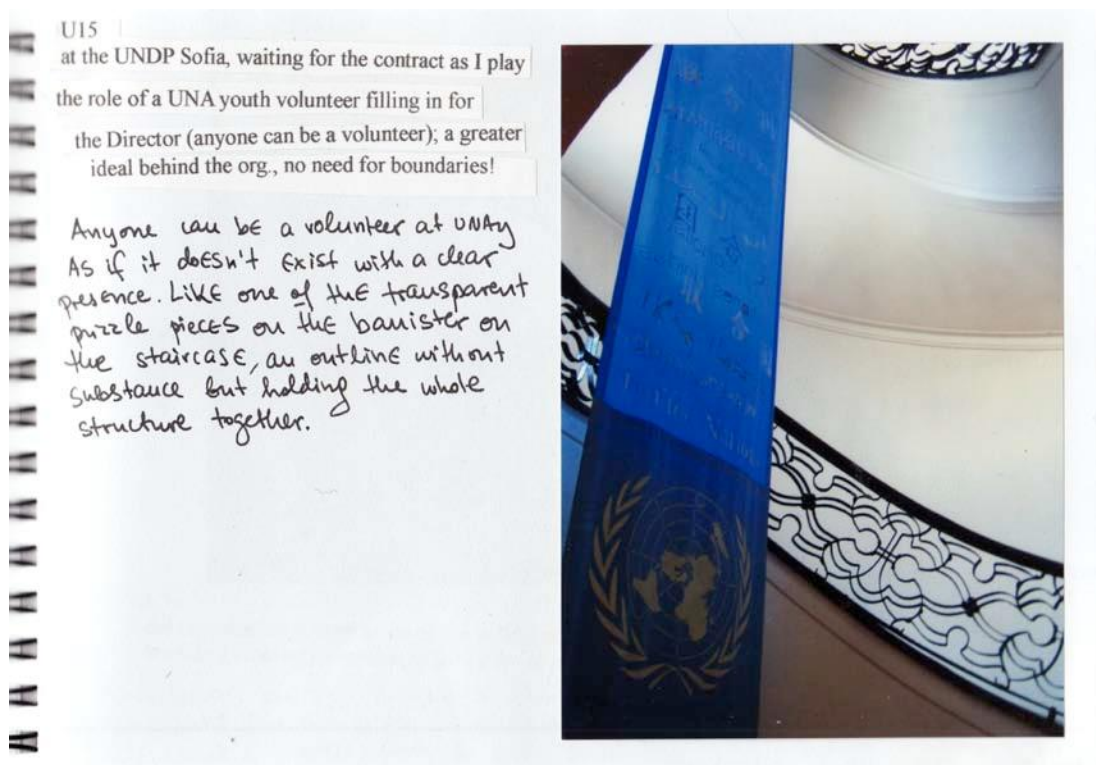 U15
at the UNDP Sofia, waiting for the contract as I play
the role of a UNA youth volunteer filling in for
the Director (anyone can be a volunteer); a greater
ideal behind the org., no need for boundaries!
Anyone can be a volunteer at UNAy
As if it doesn't exist with a clear
presence. Like one of the transparent
puzzle pieces on the banister on
the staircase, an outline without
substance but holding the whole
structure together.